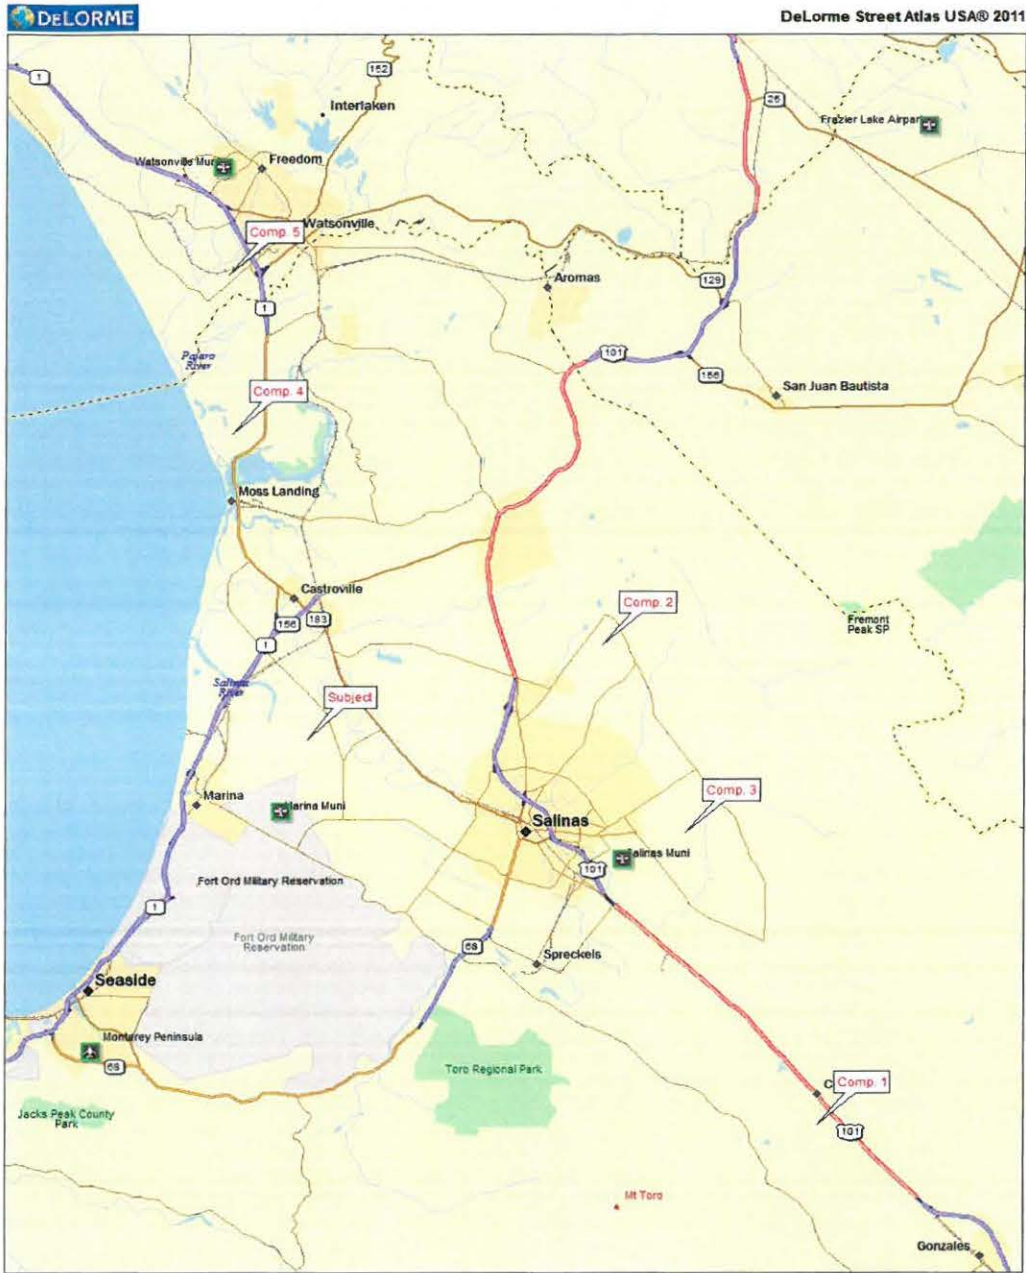 DELORME
DeLorme Street Atlas USA® 2011
1
152
Interlaken
25
Frazier Lake Airpar
Watsonville Mun
Freedom
Watsonville
Comp. 5
Aromas
129
1
Pajaro
River
101
156
San Juan Bautista
Comp. 4
Moss Landing
Castroville
156
183
1
Comp. 2
Fremont
Peak SP
Salinas
River
Subject
Marina
Marina Muni
Comp. 3
Salinas
Salinas Muni
101
Fort Ord Military Reservation
1
Fort Ord Military
Reservation
68
Spreckels
Seaside
Monterey Peninsula
68
Toro Regional Park
C
Comp. 1
101
Jacks Peak County
Park
Mt Toro
Gonzales